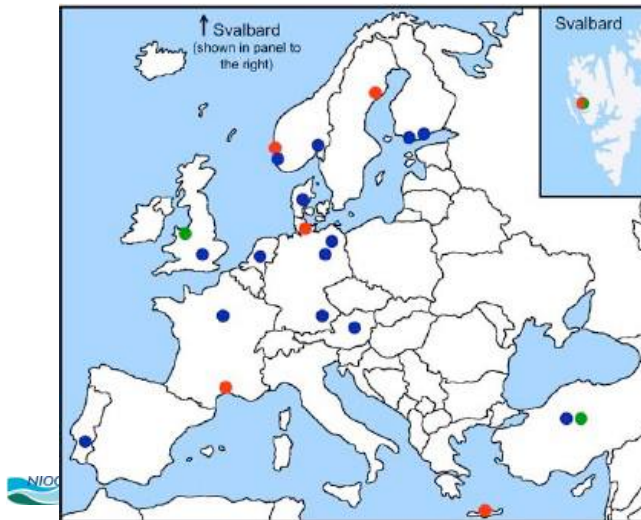 ↑ Svalbard
(shown in panel to
the right)
Svalbard